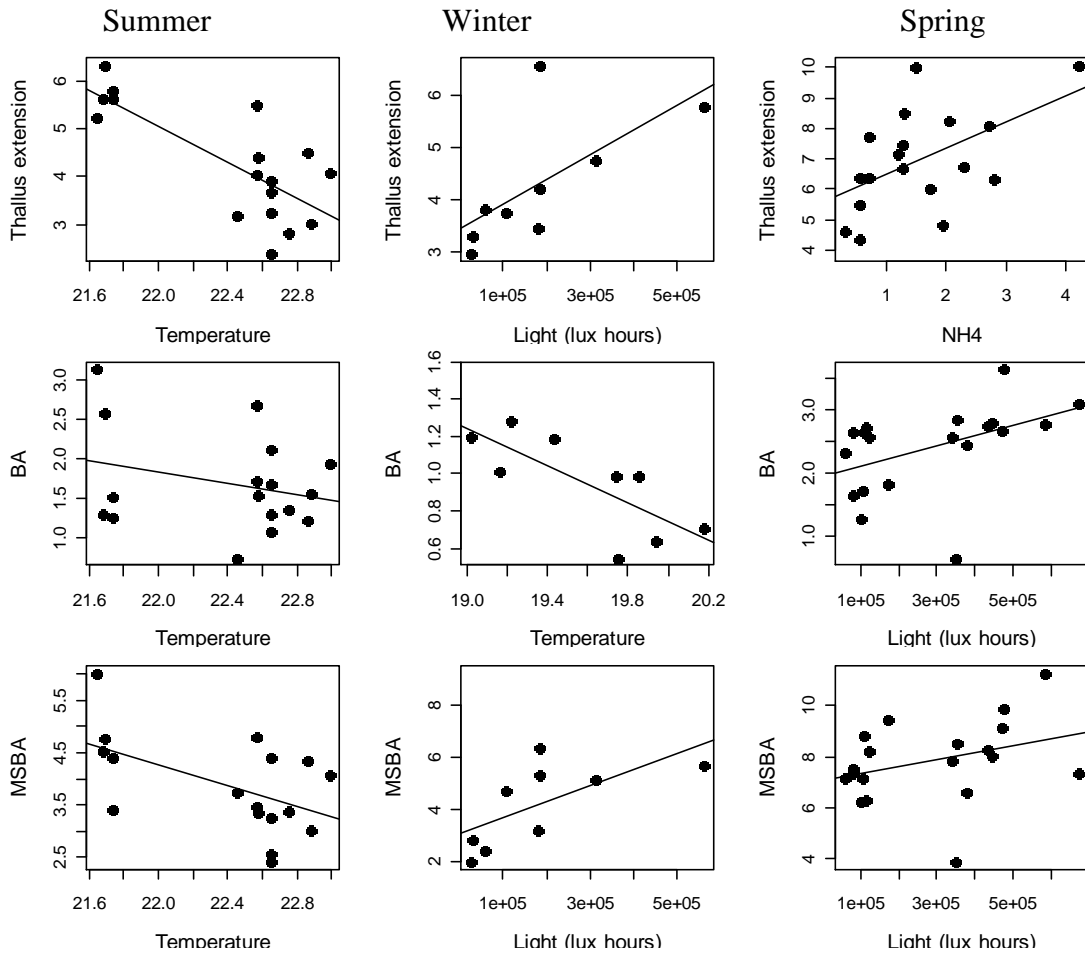 Summer Winter Spring
Thallus extension
3 4 5 6
21.6 22.0 22.4 22.8
Temperature
Thallus extension
3 4 5 6
1e+05 3e+05 5e+05
Light (lux hours)
Thallus extension
4 5 6 7 8 9 10
1 2 3 4
NH4
BA
1.0 1.5 2.0 2.5 3.0
21.6 22.0 22.4 22.8
Temperature
BA
0.6 0.8 1.0 1.2 1.4 1.6
19.0 19.4 19.8 20.2
Temperature
BA
1.0 2.0 3.0
1e+05 3e+05 5e+05
Light (lux hours)
MSBA
2.5 3.5 4.5 5.5
21.6 22.0 22.4 22.8
Temperature
MSBA
2 4 6 8
1e+05 3e+05 5e+05
Light (lux hours)
MSBA
4 6 8 10
1e+05 3e+05 5e+05
Light (lux hours)